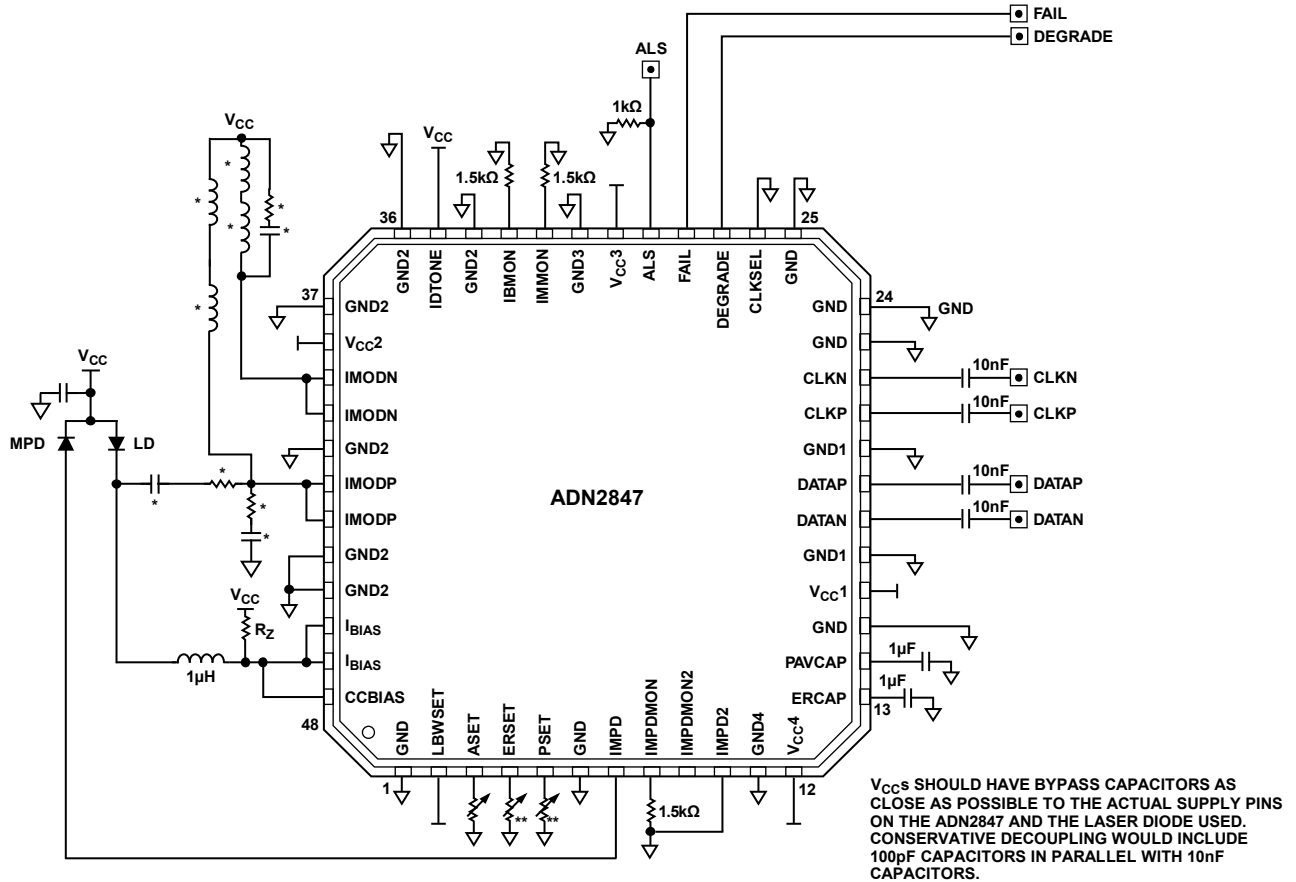 FAIL
DEGRADE
ALS
1kΩ
VCC
VCC
1.5kΩ
1.5kΩ
*
*
*
*
*
*
36
25
GND2
IDTONE
GND2
IBMON
IMMON
GND3
VCC3
ALS
FAIL
DEGRADE
CLKSEL
GND
37
GND2
VCC2
IMODN
IMODN
GND2
IMODP
IMODP
GND2
GND2
IBIAS
IBIAS
CCBIAS
48
VCC
MPD
LD
*
*
*
*
VCC
RZ
1μH
ADN2847
24
GND
GND
GND
CLKN
10nF
CLKN
CLKP
10nF
CLKP
GND1
DATAP
10nF
DATAP
DATAN
10nF
DATAN
GND1
VCC1
GND
PAVCAP
1μF
ERCAP
1μF
13
GND
LBWSET
ASET
ERSET
PSET
GND
IMPD
IMPDMON
IMPDMON2
IMPD2
GND4
VCC4
1
12
**
**
1.5kΩ
VCCs SHOULD HAVE BYPASS CAPACITORS AS
CLOSE AS POSSIBLE TO THE ACTUAL SUPPLY PINS
ON THE ADN2847 AND THE LASER DIODE USED.
CONSERVATIVE DECOUPLING WOULD INCLUDE
100pF CAPACITORS IN PARALLEL WITH 10nF
CAPACITORS.